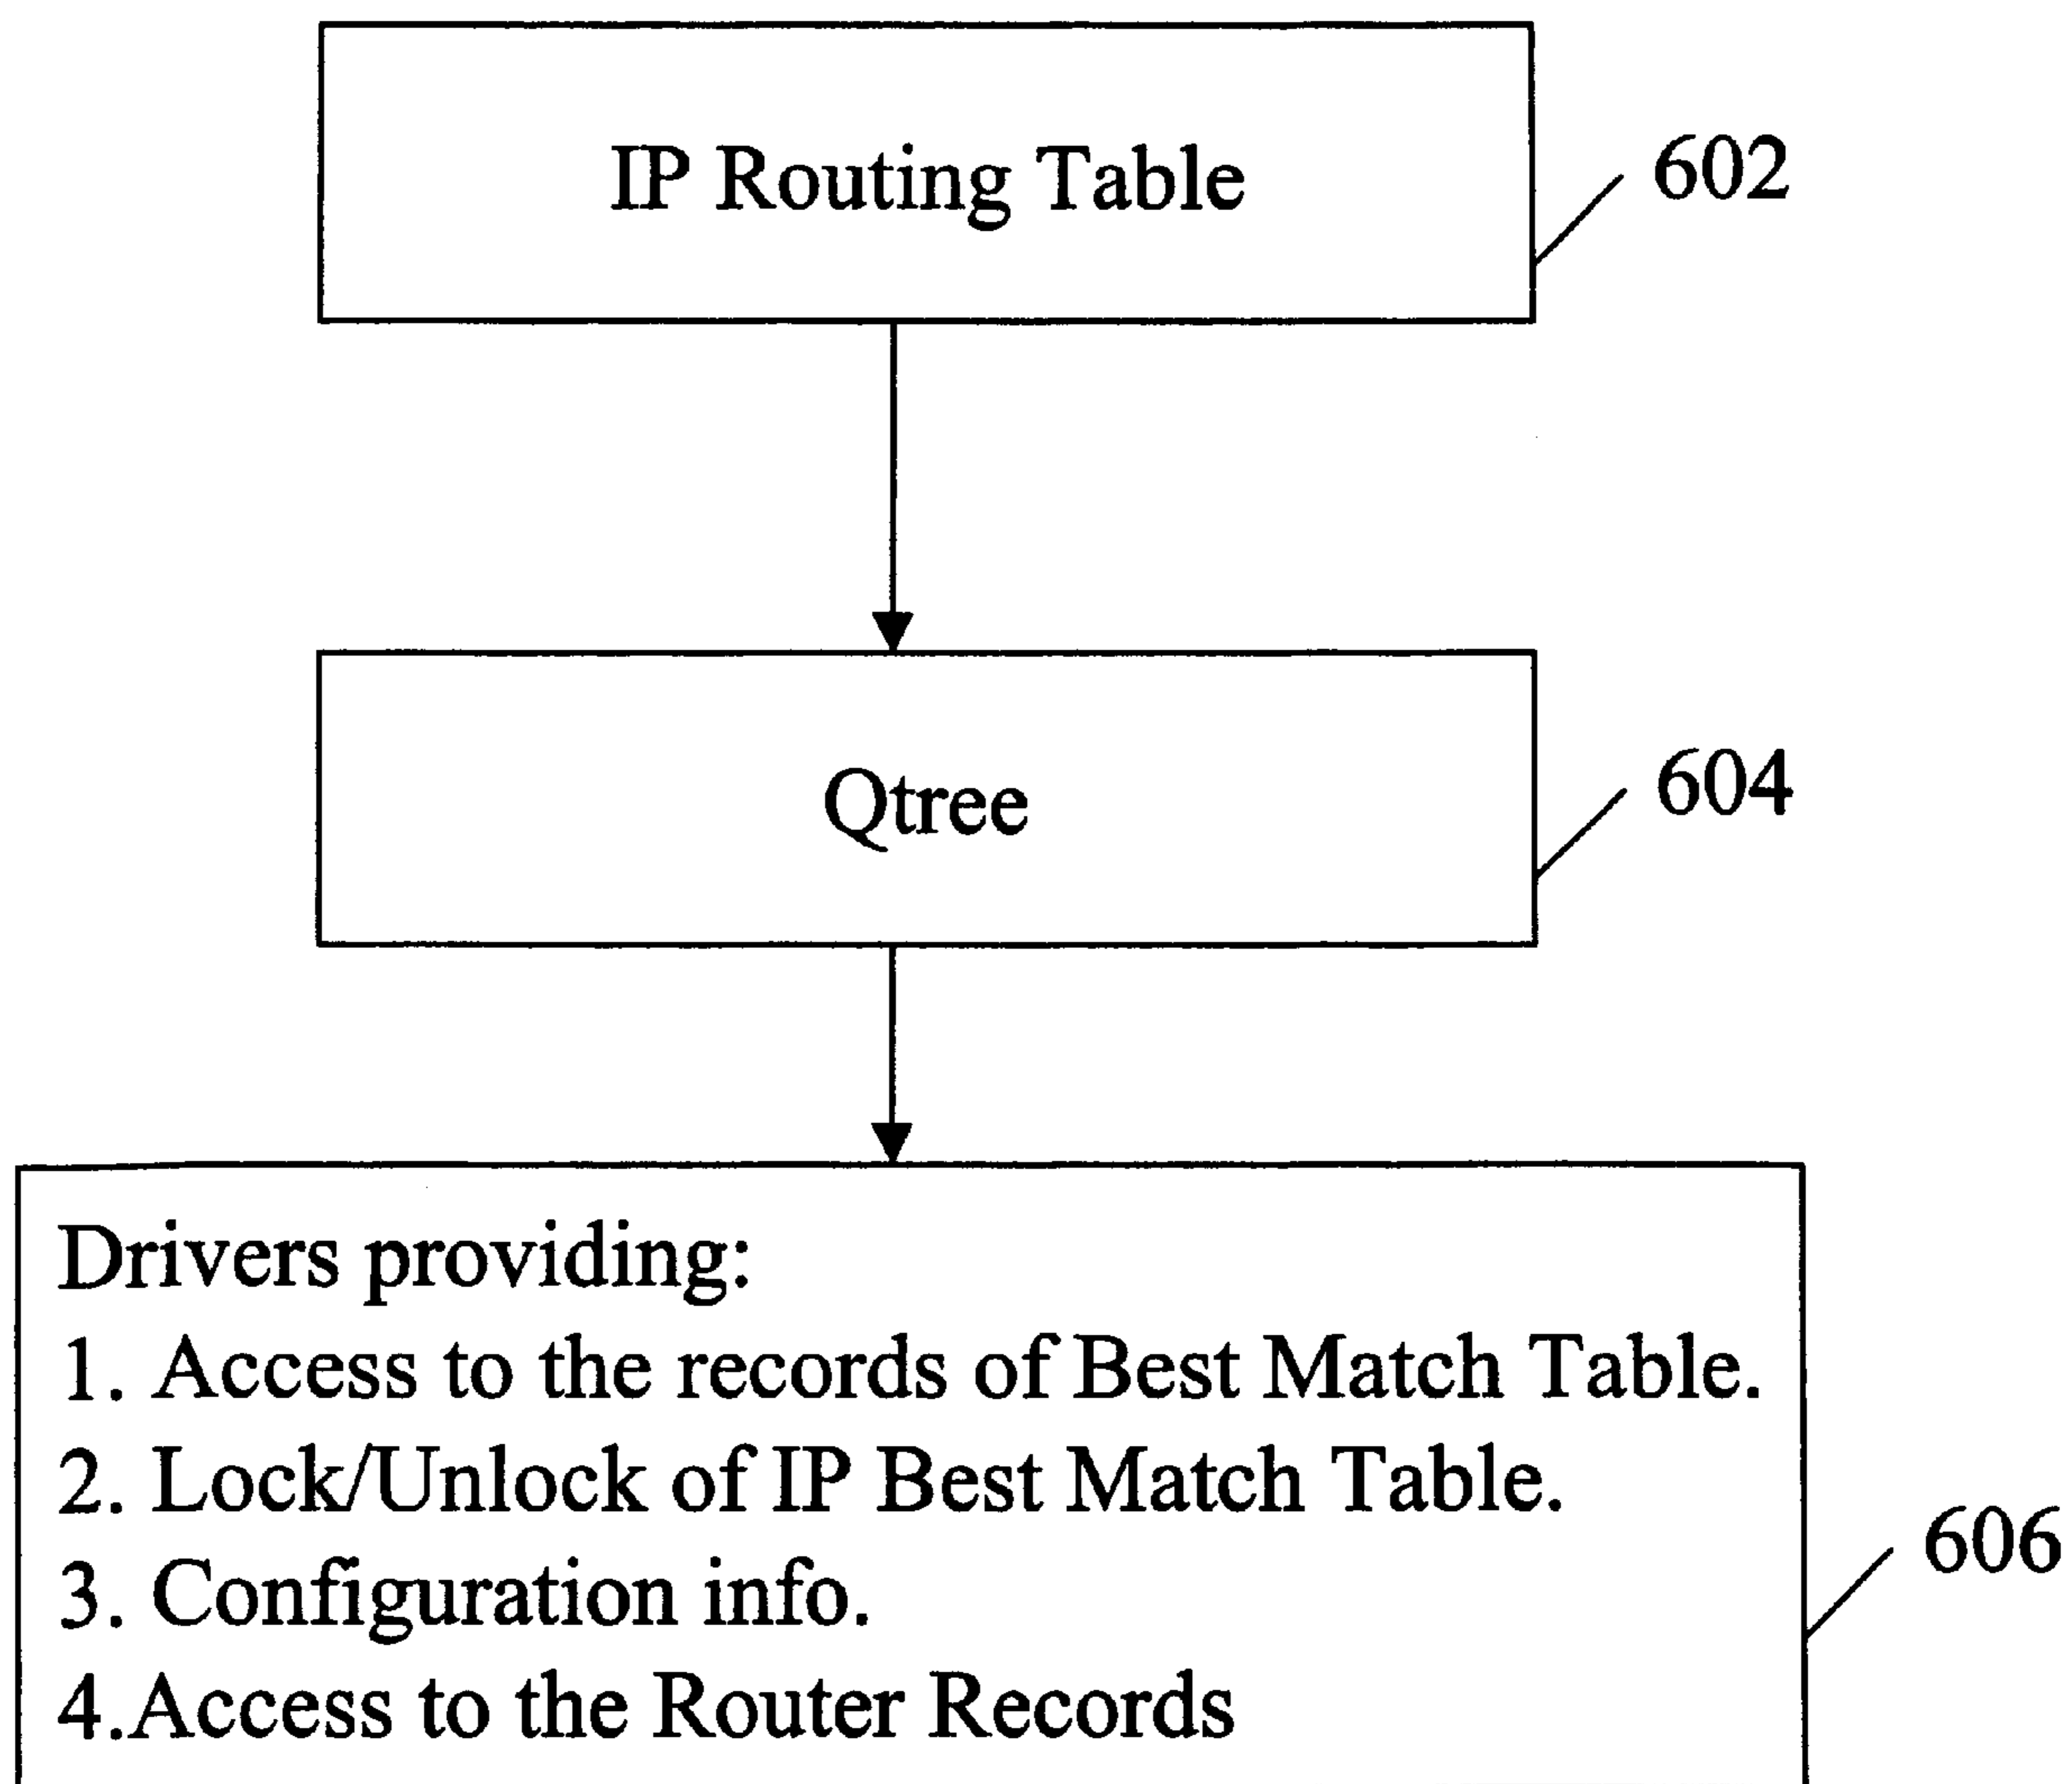 IP Routing Table
602
Qtree
604
Drivers providing:
1. Access to the records of Best Match Table.
2. Lock/Unlock of IP Best Match Table.
3. Configuration info.
4.Access to the Router Records
606